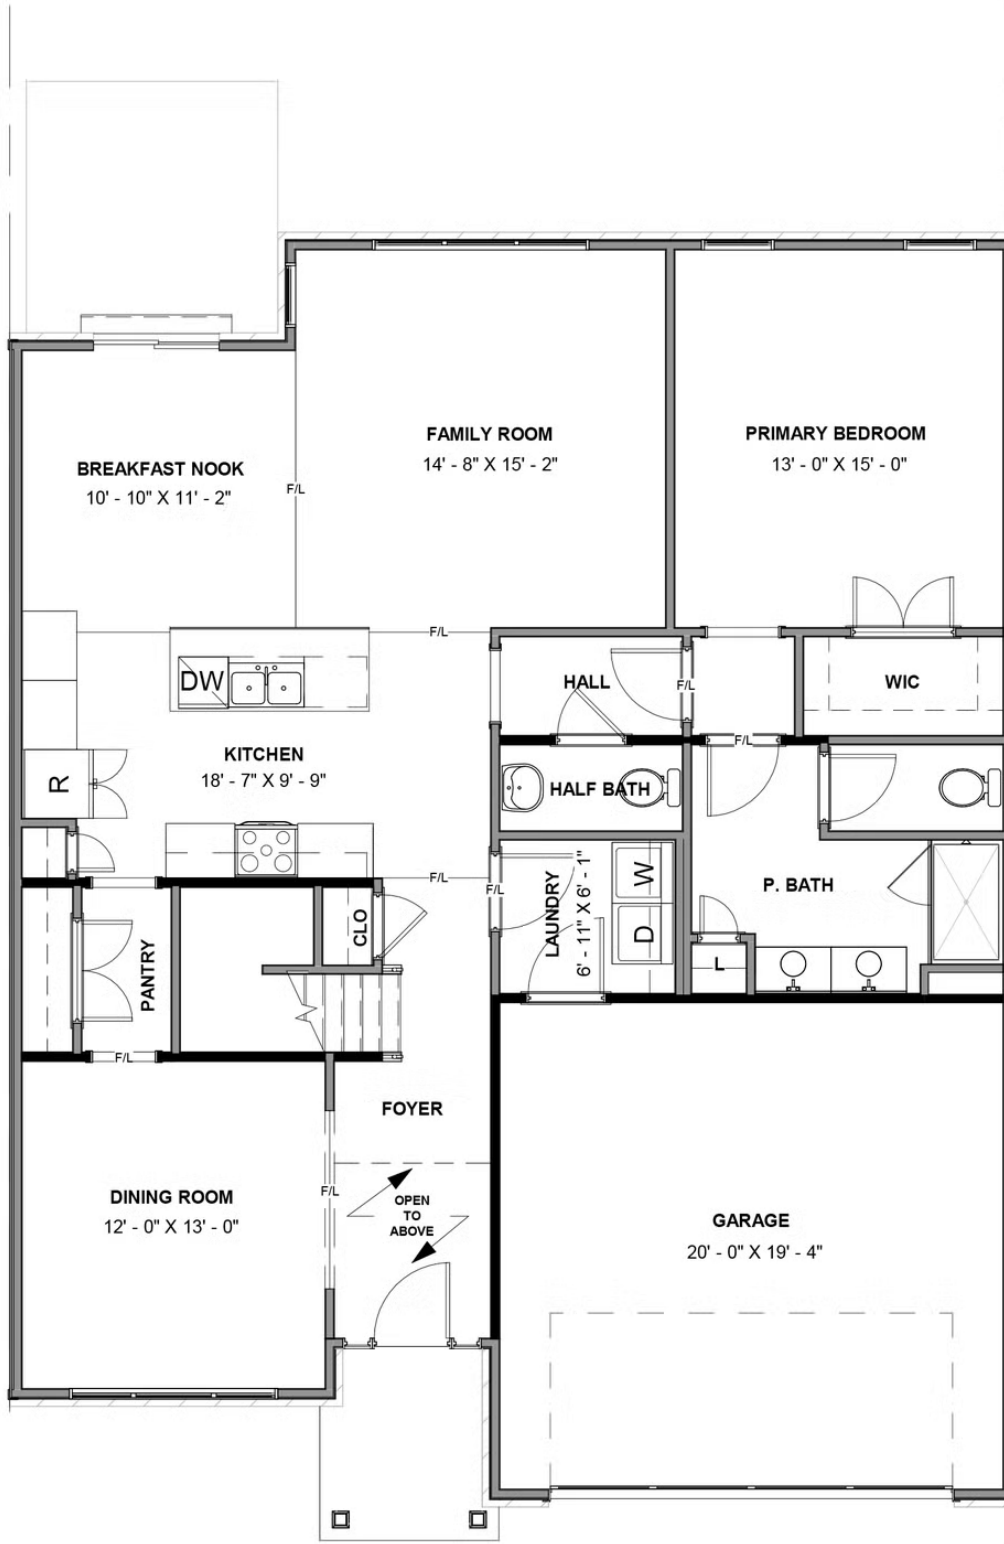 FAMILY ROOM
14' - 8" X 15' - 2"
PRIMARY BEDROOM
13' - 0" X 15' - 0"
BREAKFAST NOOK
10' - 10" X 11' - 2"
F/L
F/L
HALL
F/L
WIC
DW
F/L
KITCHEN
18' - 7" X 9' - 9"
R
HALF BATH
F/L
F/L
LAUNDRY
6' - 11" X 6' - 1"
W
D
P. BATH
CLO
L
PANTRY
F/L
FOYER
DINING ROOM
12' - 0" X 13' - 0"
F/L
OPEN
TO
ABOVE
GARAGE
20' - 0" X 19' - 4"